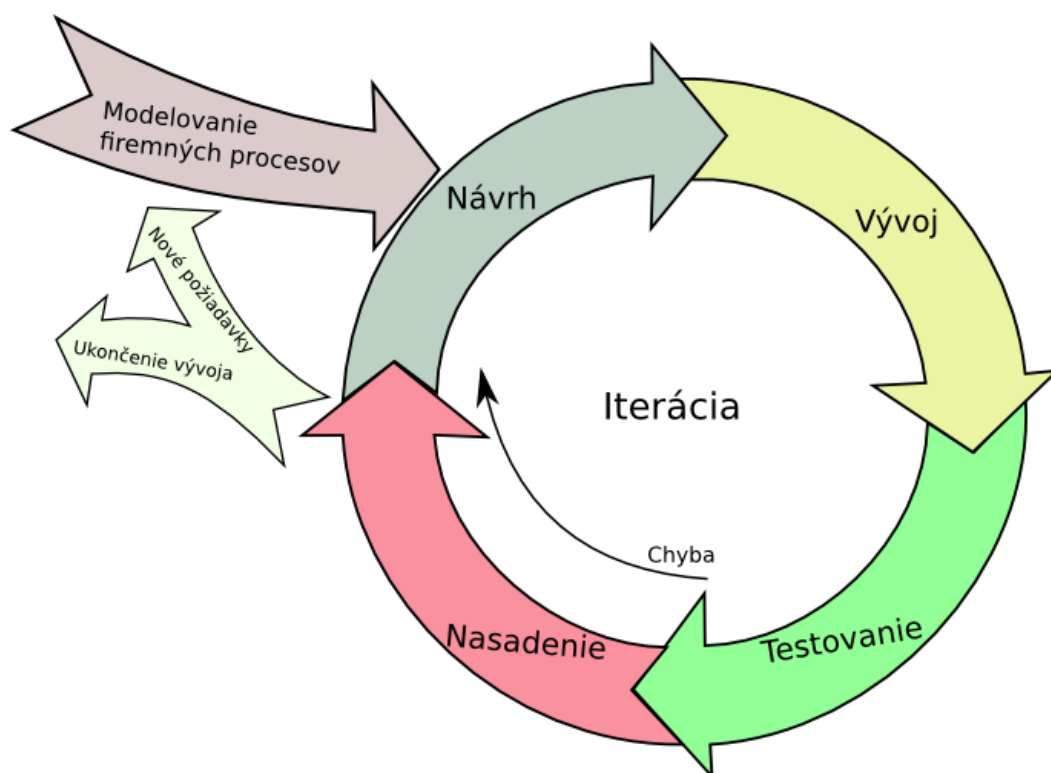 Modelovanie
firemných procesov
Návrh
Vývoj
Nové požiadavky
Ukončenie vývoja
Iterácia
Chyba
Nasadenie
Testovanie